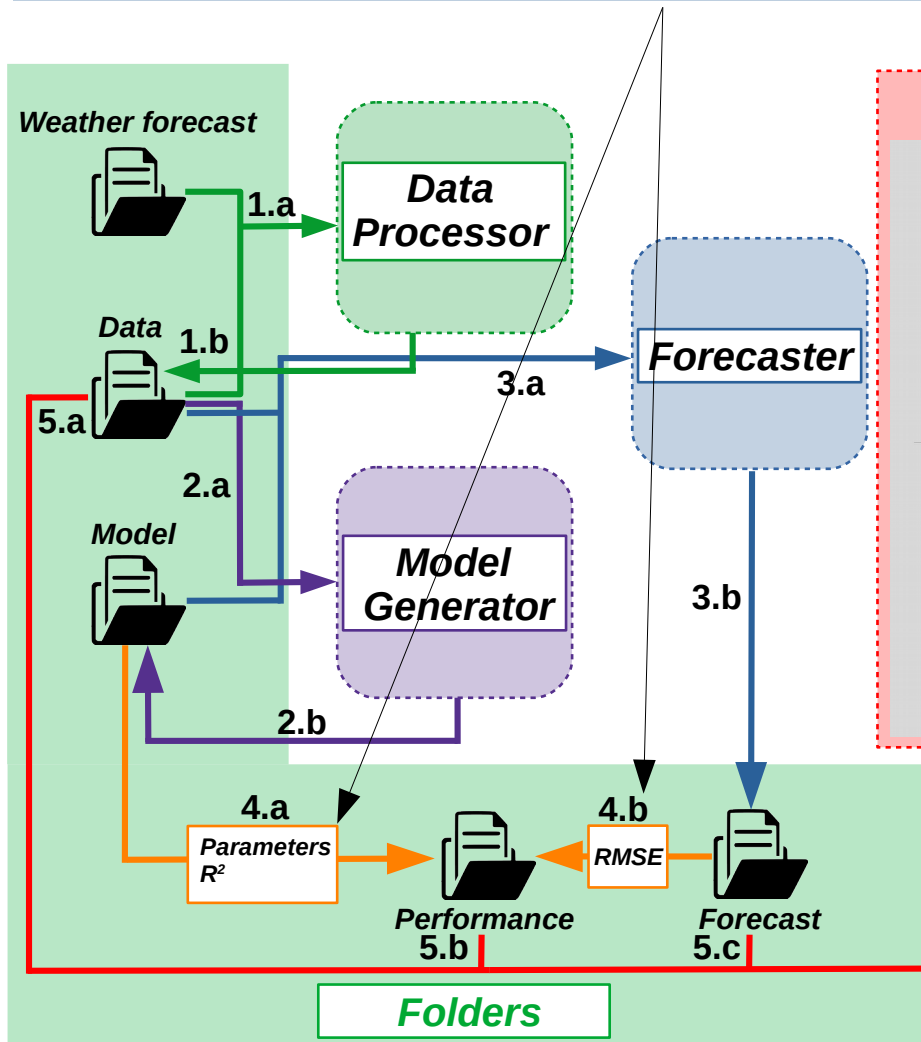 Weather forecast
1.a
Data
Processor
Data
1.b
Forecaster
3.a
5.a
2.a
Model
Model
Generator
3.b
2.b
4.a
4.b
Parameters
R²
RMSE
Performance
Forecast
5.b
5.c
Folders